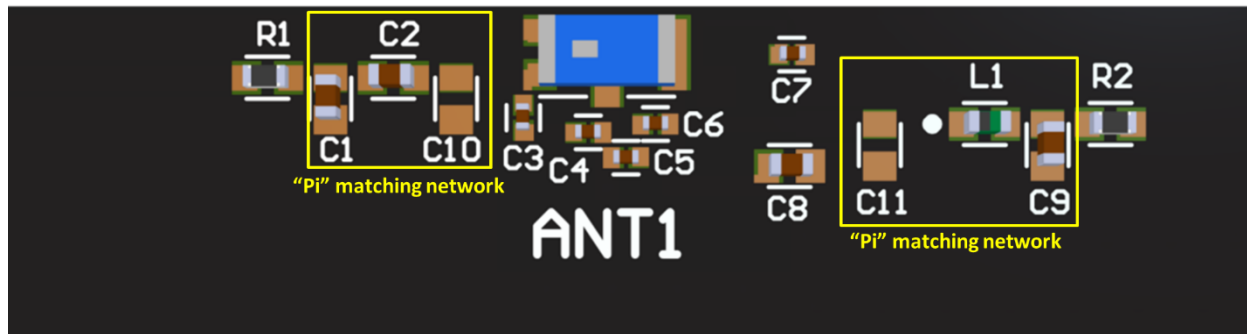 R1
C2
C1
C10
“Pi” matching network
C3
C4
C5
C6
ANT1
C7
C8
L1
R2
C11
C9
“Pi” matching network